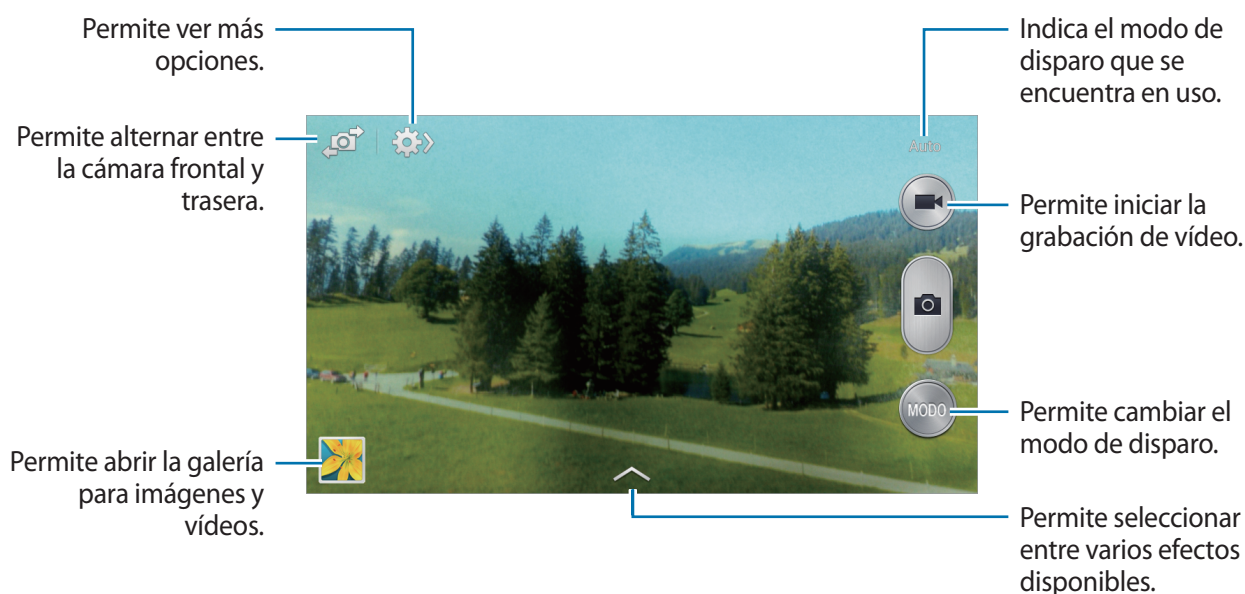 Permite ver más
opciones.
Permite alternar entre
la cámara frontal y
trasera.
Permite abrir la galería
para imágenes y
vídeos.
Indica el modo de
disparo que se
encuentra en uso.
Auto
Permite iniciar la
grabación de vídeo.
MODO
Permite cambiar el
modo de disparo.
Permite seleccionar
entre varios efectos
disponibles.